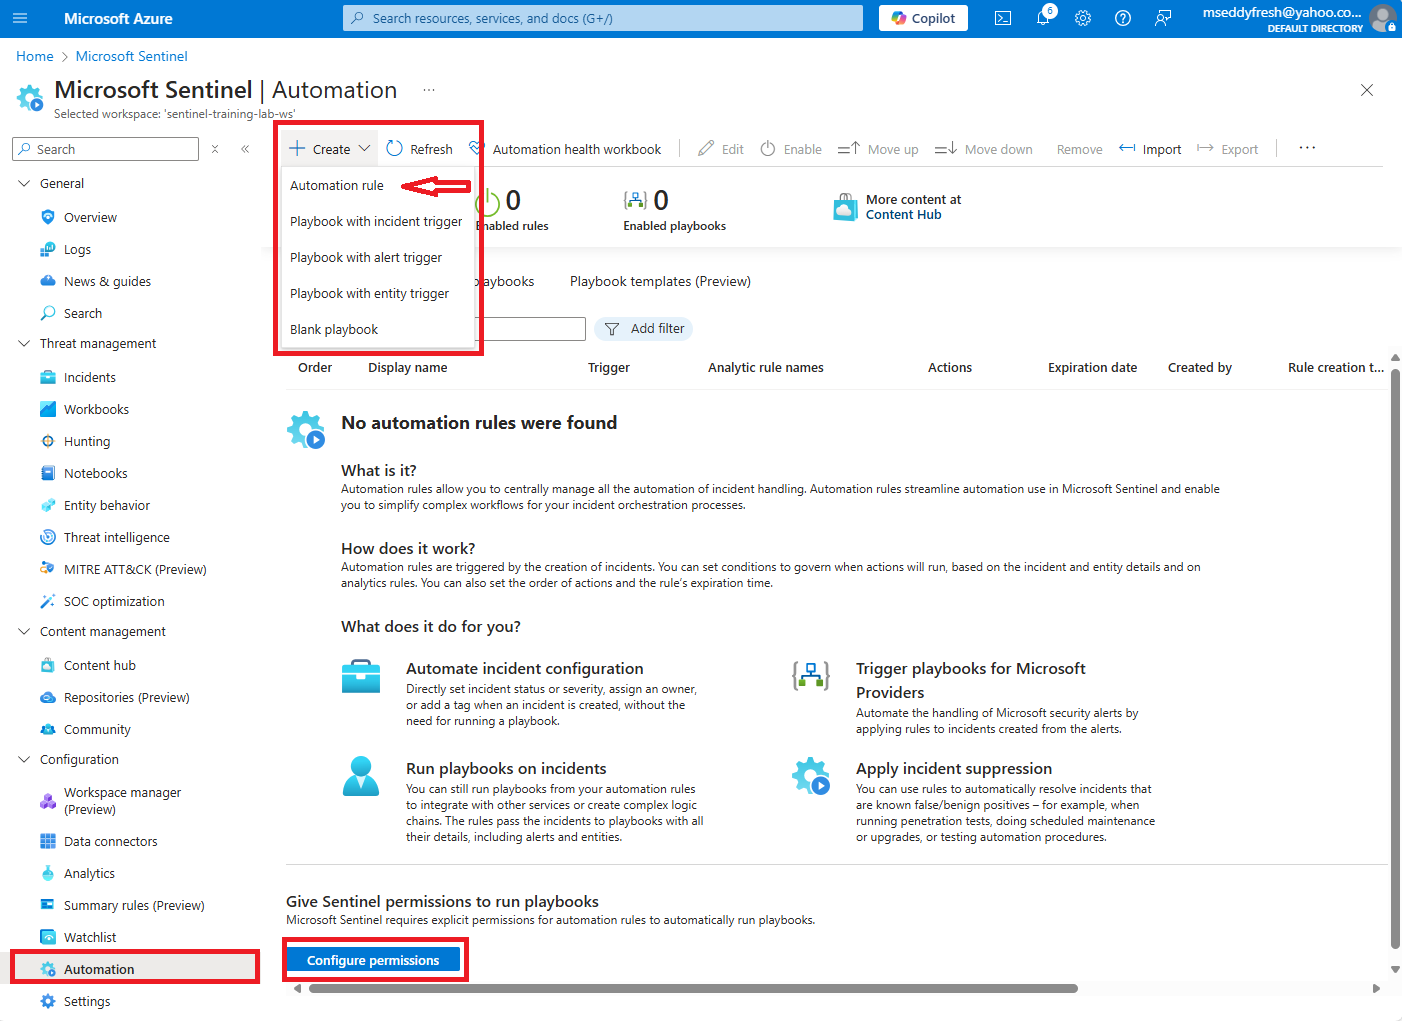 Microsoft Azure
Search resources, services, and docs (G+/)
Copilot
6
mseddyfresh@yahoo.co...
DEFAULT DIRECTORY
Home > Microsoft Sentinel
Microsoft Sentinel | Automation ...
Selected workspace: 'sentinel-training-lab-ws'
Search
General
Overview
Logs
News & guides
Search
Threat management
Incidents
Workbooks
Hunting
Notebooks
Entity behavior
Threat intelligence
MITRE ATT&CK (Preview)
SOC optimization
Content management
Content hub
Repositories (Preview)
Community
Configuration
Workspace manager
(Preview)
Data connectors
Analytics
Summary rules (Preview)
Watchlist
Automation
Settings
Create Refresh Automation health workbook Edit Enable Move up Move down Remove Import Export ...
Automation rule
Playbook with incident trigger
Playbook with alert trigger
Playbook with entity trigger
Blank playbook
0
Enabled rules
0
Enabled playbooks
More content at
Content Hub
playbooks Playbook templates (Preview)
Add filter
Order Display name Trigger Analytic rule names Actions Expiration date Created by Rule creation t...
No automation rules were found
What is it?
Automation rules allow you to centrally manage all the automation of incident handling. Automation rules streamline automation use in Microsoft Sentinel and enable
you to simplify complex workflows for your incident orchestration processes.
How does it work?
Automation rules are triggered by the creation of incidents. You can set conditions to govern when actions will run, based on the incident and entity details and on
analytics rules. You can also set the order of actions and the rule's expiration time.
What does it do for you?
Automate incident configuration
Directly set incident status or severity, assign an owner,
or add a tag when an incident is created, without the
need for running a playbook.
Trigger playbooks for Microsoft
Providers
Automate the handling of Microsoft security alerts by
applying rules to incidents created from the alerts.
Run playbooks on incidents
You can still run playbooks from your automation rules
to integrate with other services or create complex logic
chains. The rules pass the incidents to playbooks with all
their details, including alerts and entities.
Apply incident suppression
You can use rules to automatically resolve incidents that
are known false/benign positives – for example, when
running penetration tests, doing scheduled maintenance
or upgrades, or testing automation procedures.
Give Sentinel permissions to run playbooks
Microsoft Sentinel requires explicit permissions for automation rules to automatically run playbooks.
Configure permissions